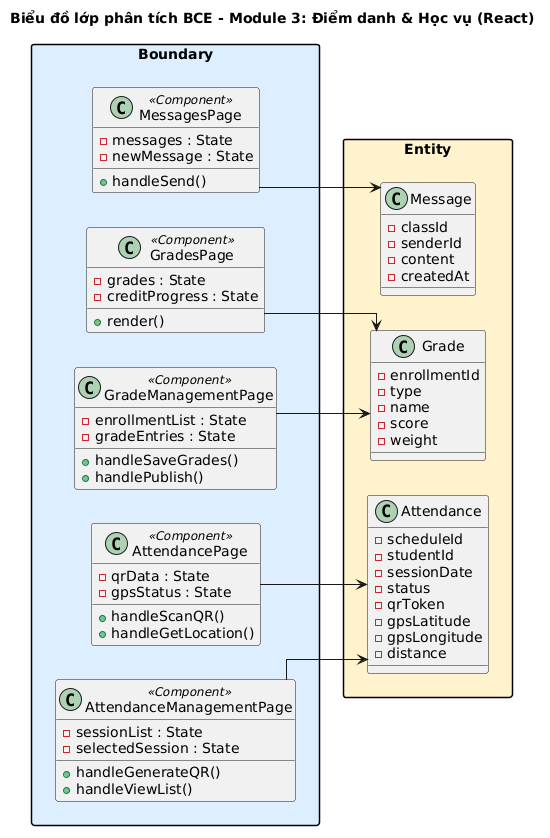 Biểu đồ lớp phân tích BCE - Module 3: Điểm danh & Học vụ (React)
Boundary
«Component»
C
MessagesPage
messages : State
newMessage : State
handleSend()
«Component»
C
GradesPage
grades : State
creditProgress : State
render()
«Component»
C
GradeManagementPage
enrollmentList : State
gradeEntries : State
handleSaveGrades()
handlePublish()
«Component»
C
AttendancePage
qrData : State
gpsStatus : State
handleScanQR()
handleGetLocation()
«Component»
C
AttendanceManagementPage
sessionList : State
selectedSession : State
handleGenerateQR()
handleViewList()
Entity
C Message
classId
senderId
content
createdAt
C Grade
enrollmentId
type
name
score
weight
C Attendance
scheduleId
studentId
sessionDate
status
qrToken
gpsLatitude
gpsLongitude
distance